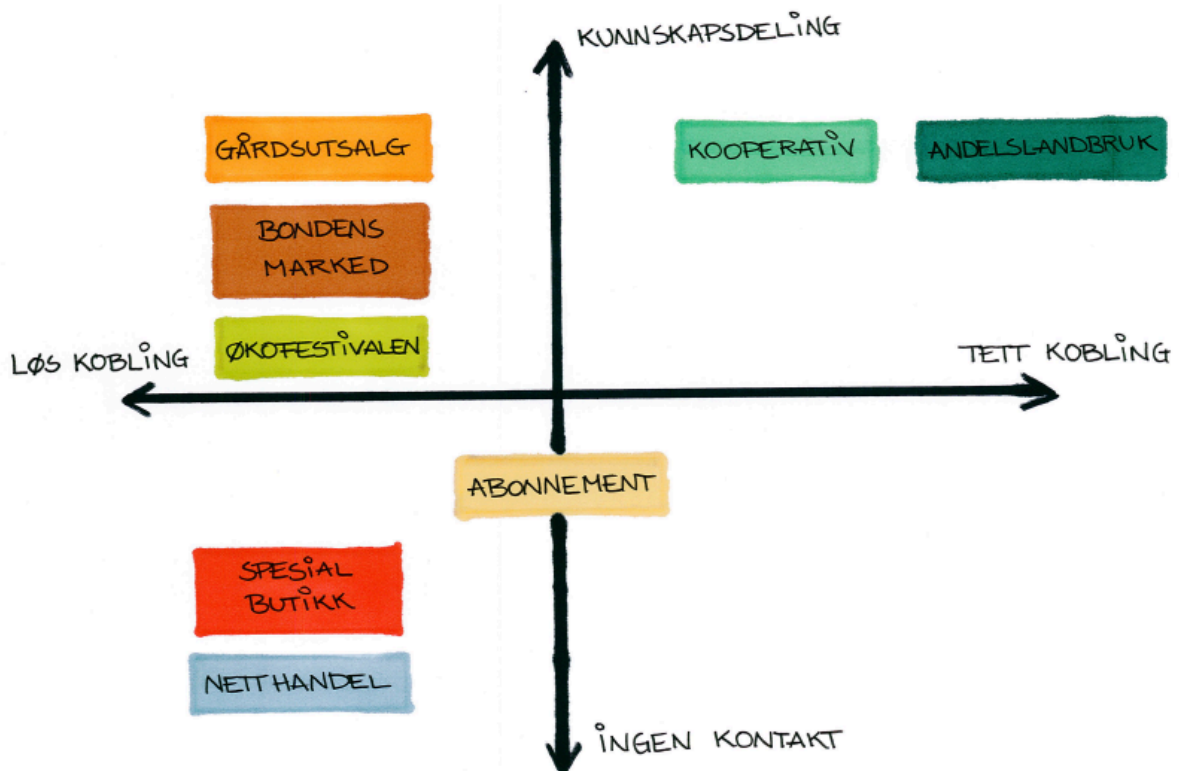 KUNNSKAPSDELING
GÅRDSUTSALG
KOOPERATIV
ANDELSLANDBRUK
BONDENS
MARKED
ØKOFESTIVALEN
LØS KOBLING
TETT KOBLING
ABONNEMENT
SPESIAL
BUTIKK
NETTHANDEL
INGEN KONTAKT